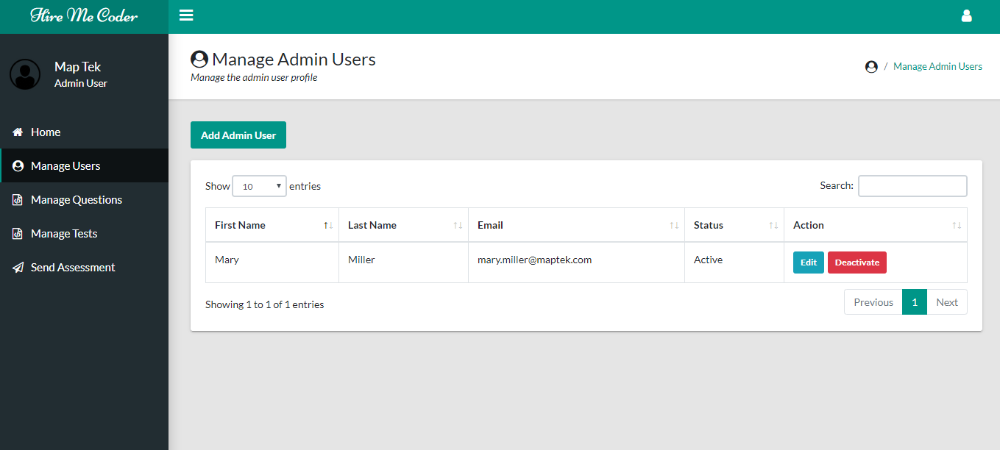 Hire Me Coder
Map Tek
Admin User
Home
Manage Users
Manage Questions
Manage Tests
Send Assessment
Manage Admin Users
Manage the admin user profile
/ Manage Admin Users
Add Admin User
Show 10 entries
Search:
First Name Last Name Email Status Action
Mary Miller mary.miller@maptek.com Active Edit Deactivate
Showing 1 to 1 of 1 entries
Previous 1 Next